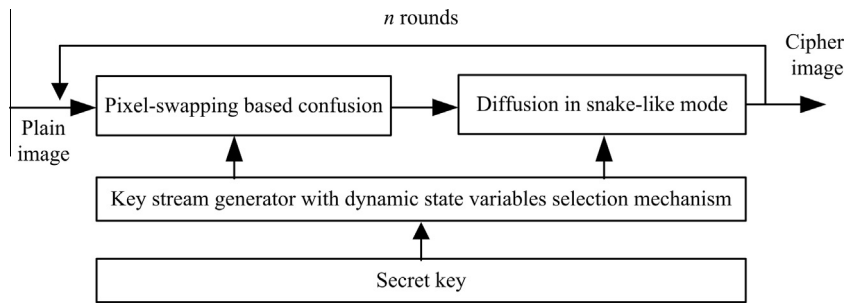 n rounds
Cipher
image
Pixel-swapping based confusion
Diffusion in snake-like mode
Plain
image
Key stream generator with dynamic state variables selection mechanism
Secret key